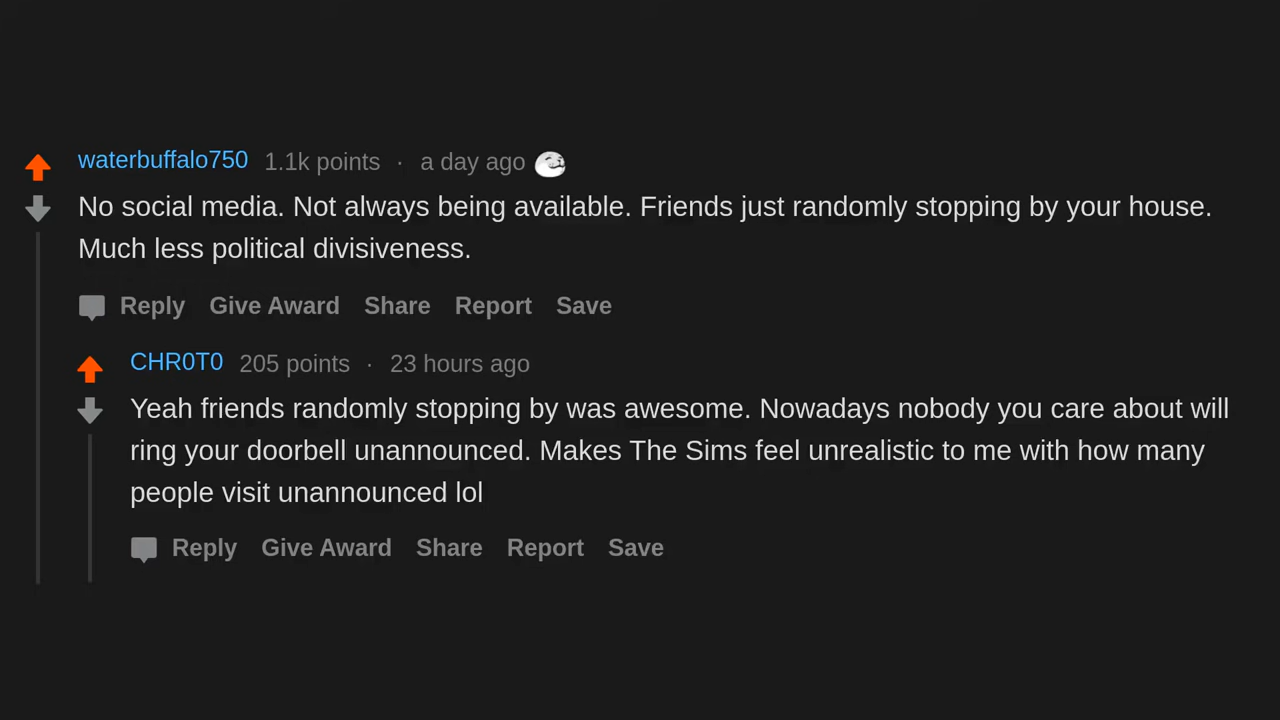 waterbuffalo750 1.1k points · a day ago
No social media. Not always being available. Friends just randomly stopping by your house.
Much less political divisiveness.
Reply Give Award Share Report Save
CHR0T0 205 points · 23 hours ago
Yeah friends randomly stopping by was awesome. Nowadays nobody you care about will
ring your doorbell unannounced. Makes The Sims feel unrealistic to me with how many
people visit unannounced lol
Reply Give Award Share Report Save